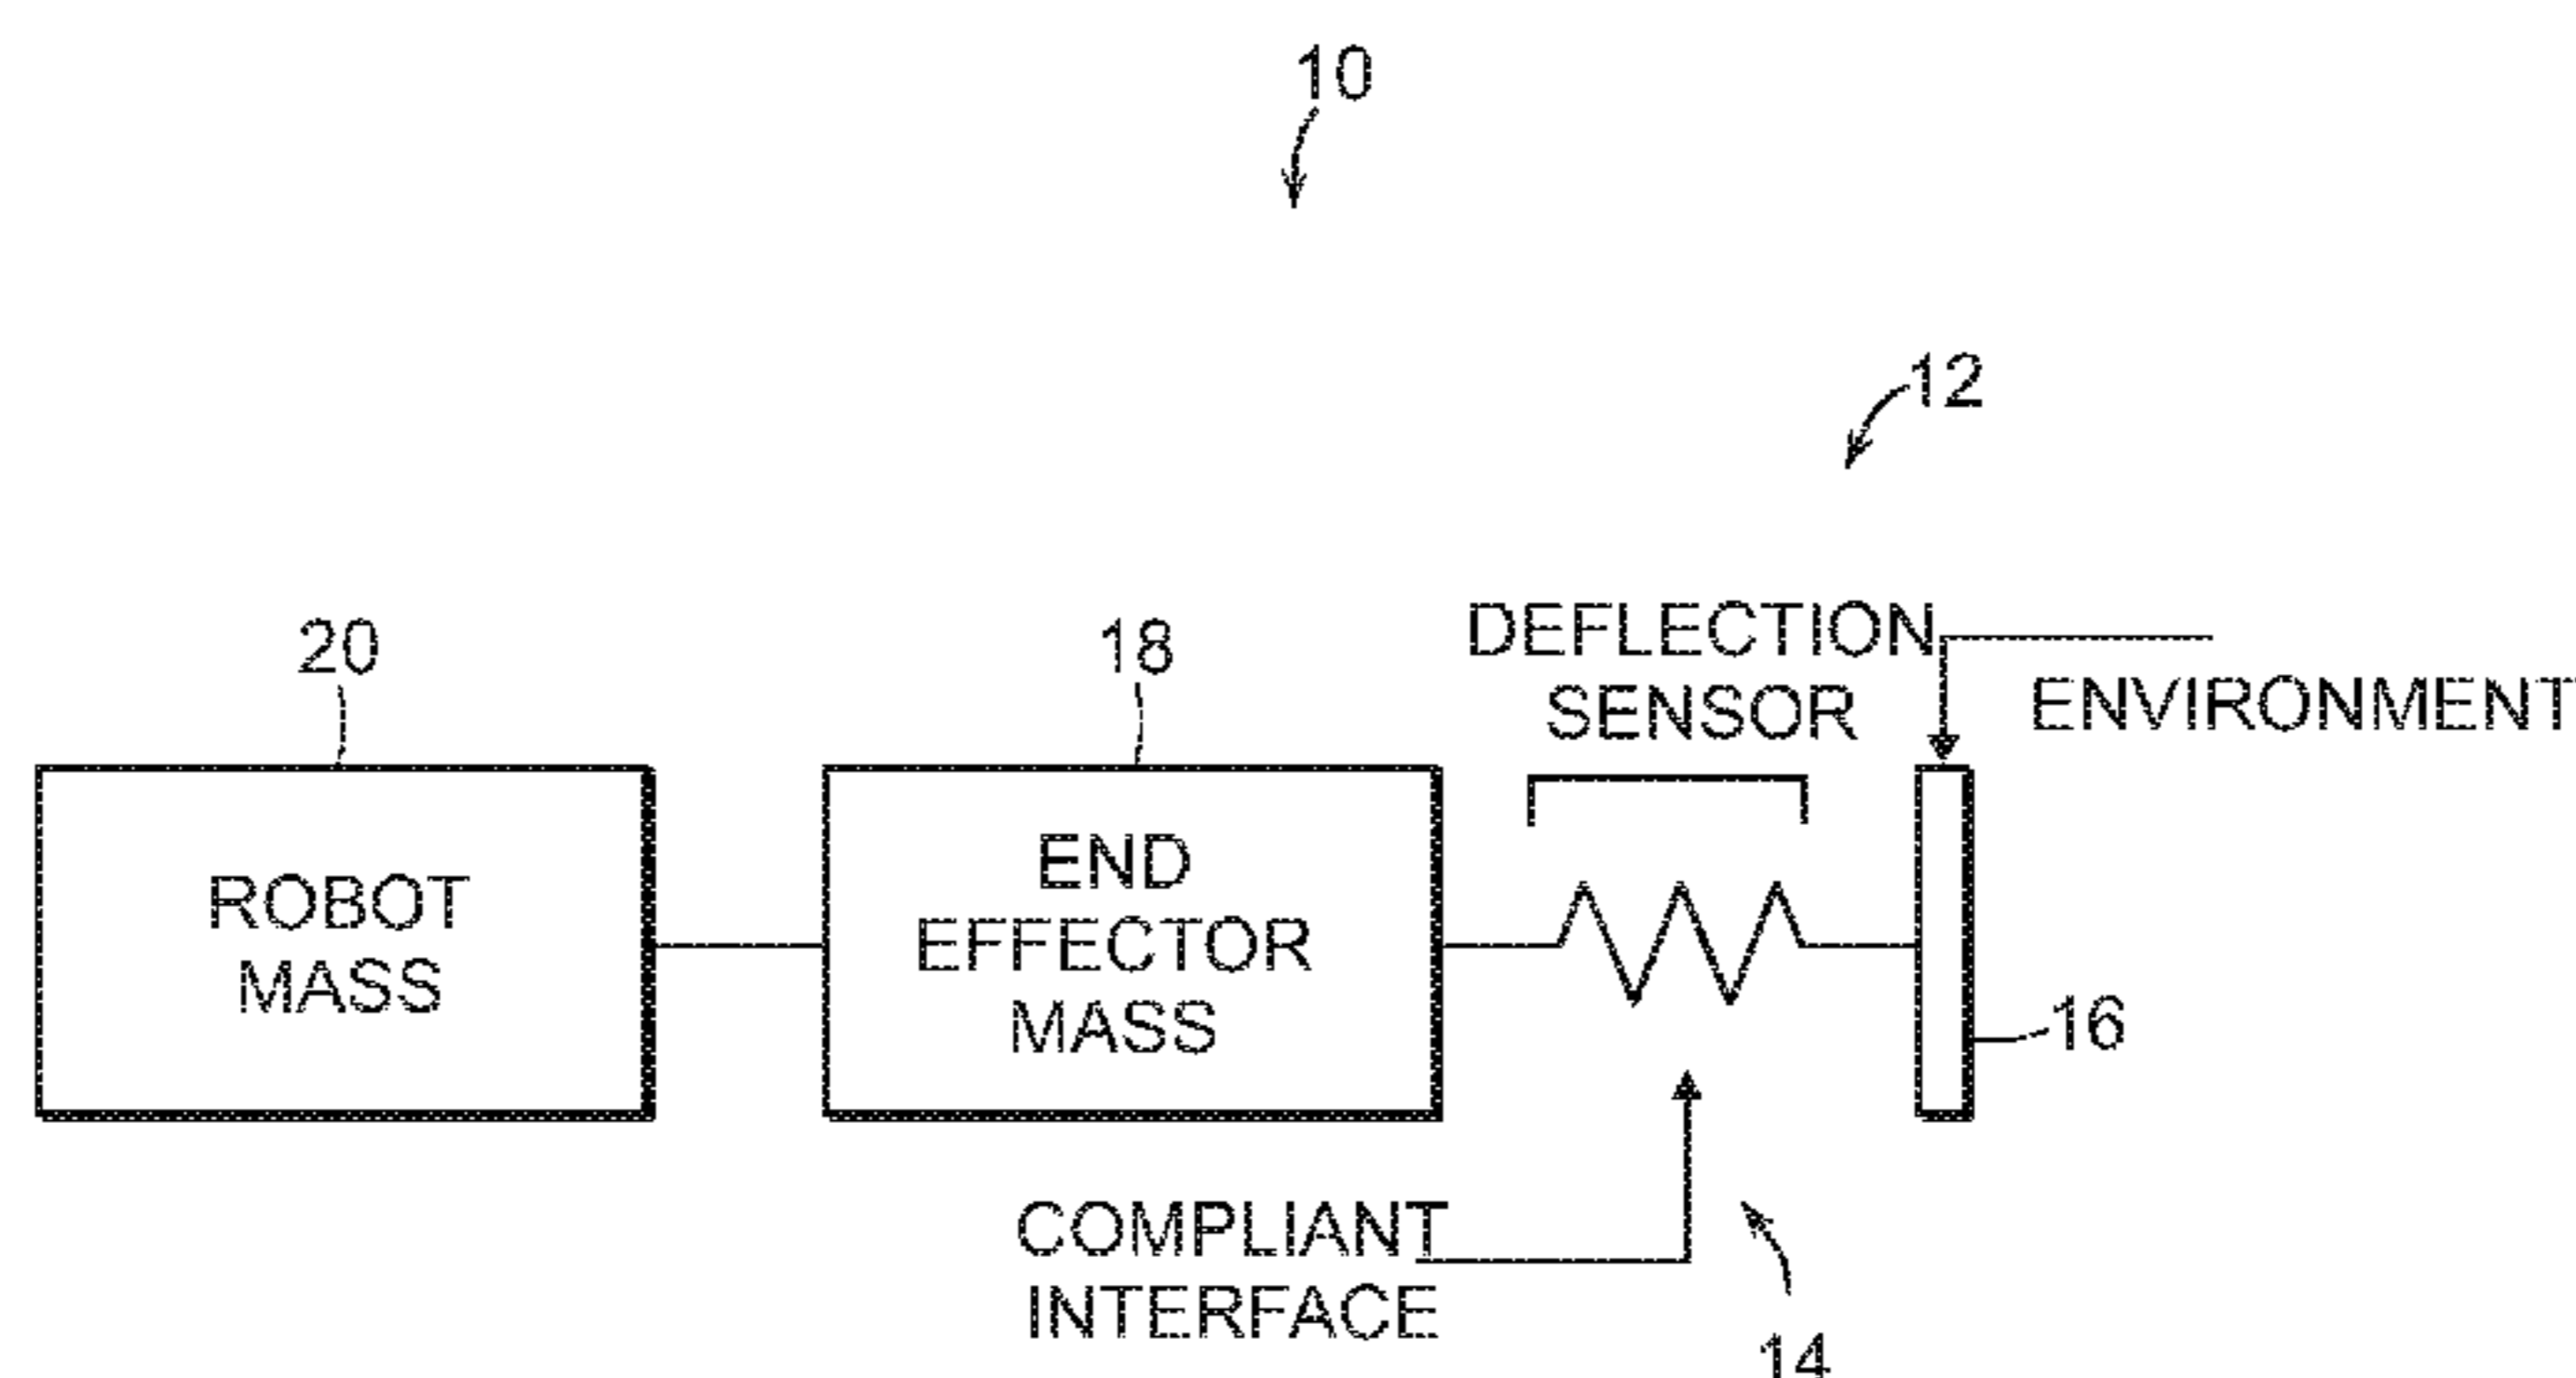 10
12
DEFLECTION
SENSOR
ENVIRONMENT
20
18
ROBOT
MASS
END
EFFECTOR
MASS
16
COMPLIANT
INTERFACE
14